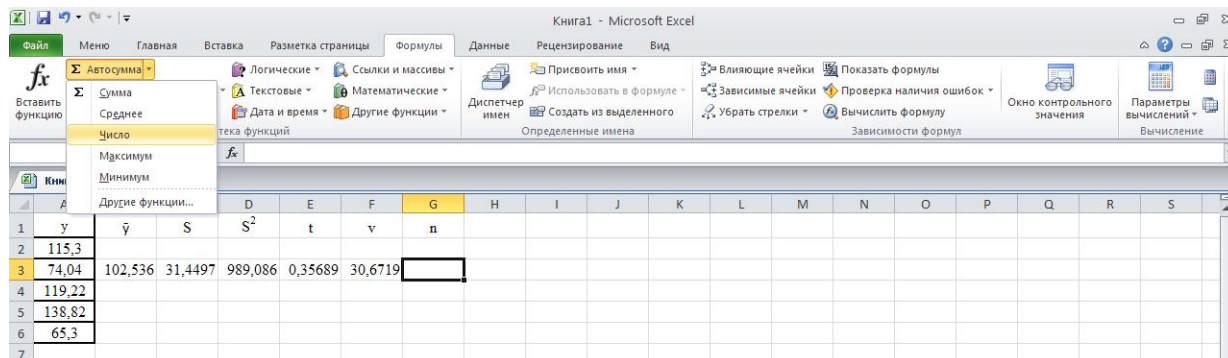 Книга1 - Microsoft Excel
Файл Меню Главная Вставка Разметка страницы Формулы Данные Рецензирование Вид
fx Вставить функцию
Σ Автосумма
Σ Сумма
Среднее
Число
Максимум
Минимум
Другие функции...
Логические
Текстовые
Дата и время
Ссылки и массивы
Математические
Другие функции
тека функций
Диспетчер имен
Присвоить имя
Использовать в формуле
Создать из выделенного
Определенные имена
Влияющие ячейки
Зависимые ячейки
Убрать стрелки
Показать формулы
Проверка наличия ошибок
Вычислить формулу
Зависимости формул
Окно контрольного значения
Параметры вычислений
Вычисление
fx
Кни
A D E F G H I J K L M N O P Q R S
1 y ȳ S S² t v n
2 115,3
3 74,04 102,536 31,4497 989,086 0,35689 30,6719
4 119,22
5 138,82
6 65,3
7